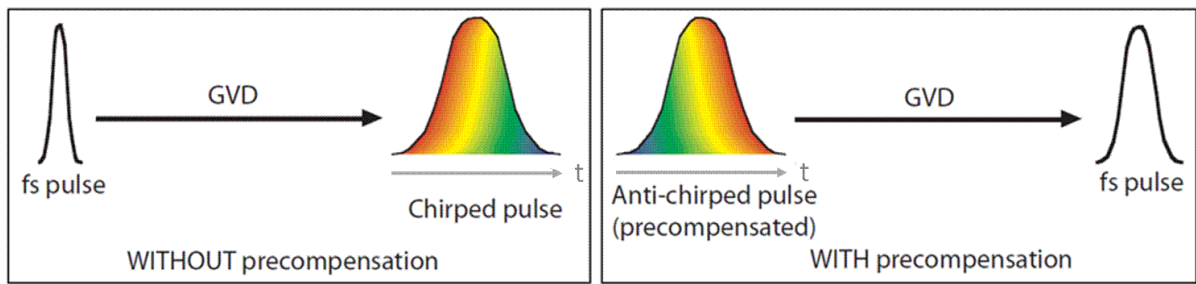 GVD
fs pulse
t
Chirped pulse
WITHOUT precompensation
GVD
t
Anti-chirped pulse
(precompensated)
fs pulse
WITH precompensation